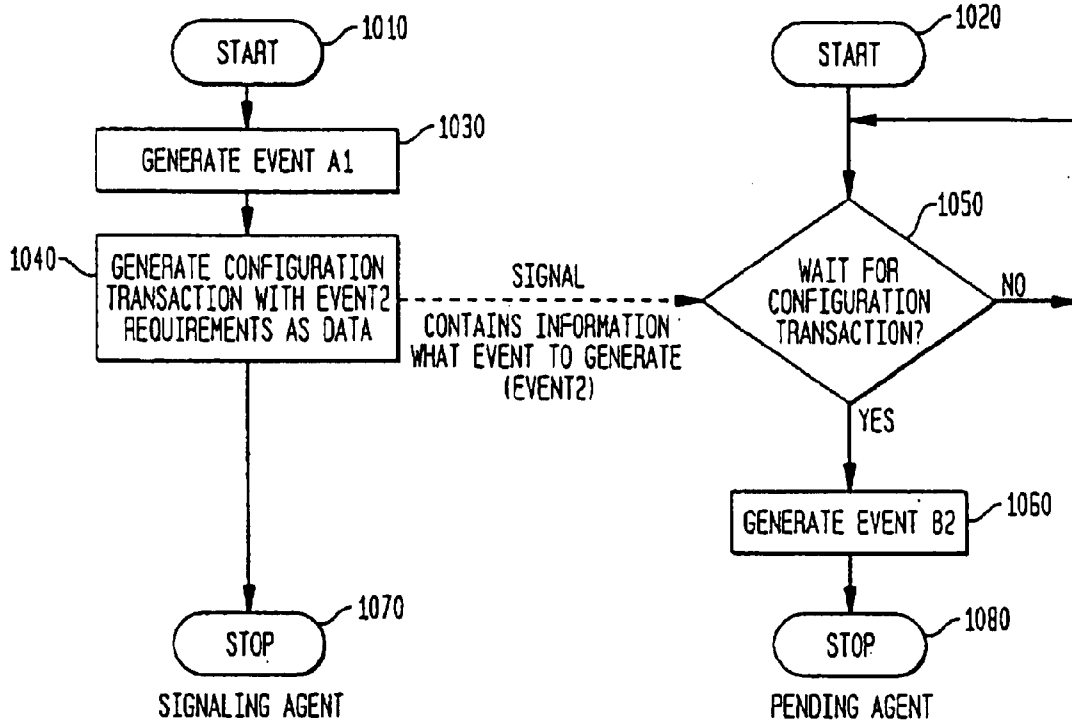 START
1010
GENERATE EVENT A1
1030
1040
GENERATE CONFIGURATION
TRANSACTION WITH EVENT2
REQUIREMENTS AS DATA
SIGNAL
CONTAINS INFORMATION
WHAT EVENT TO GENERATE
(EVENT2)
STOP
1070
SIGNALING AGENT
START
1020
1050
WAIT FOR
CONFIGURATION
TRANSACTION?
NO
YES
GENERATE EVENT B2
1060
STOP
1080
PENDING AGENT